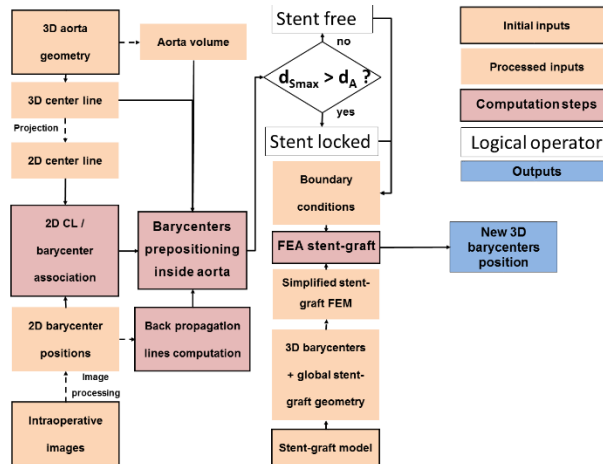 3D aorta
geometry
Aorta volume
3D center line
Projection
2D center line
2D CL /
barycenter
association
Barycenters
prepositioning
inside aorta
2D barycenter
positions
Back propagation
lines computation
Image
processing
Intraoperative
images
Stent free
no
dSmax > dA ?
yes
Stent locked
Boundary
conditions
FEA stent-graft
Simplified stent-
graft FEM
3D barycenters
+ global stent-
graft geometry
Stent-graft model
New 3D
barycenters
position
Initial inputs
Processed inputs
Computation steps
Logical operator
Outputs